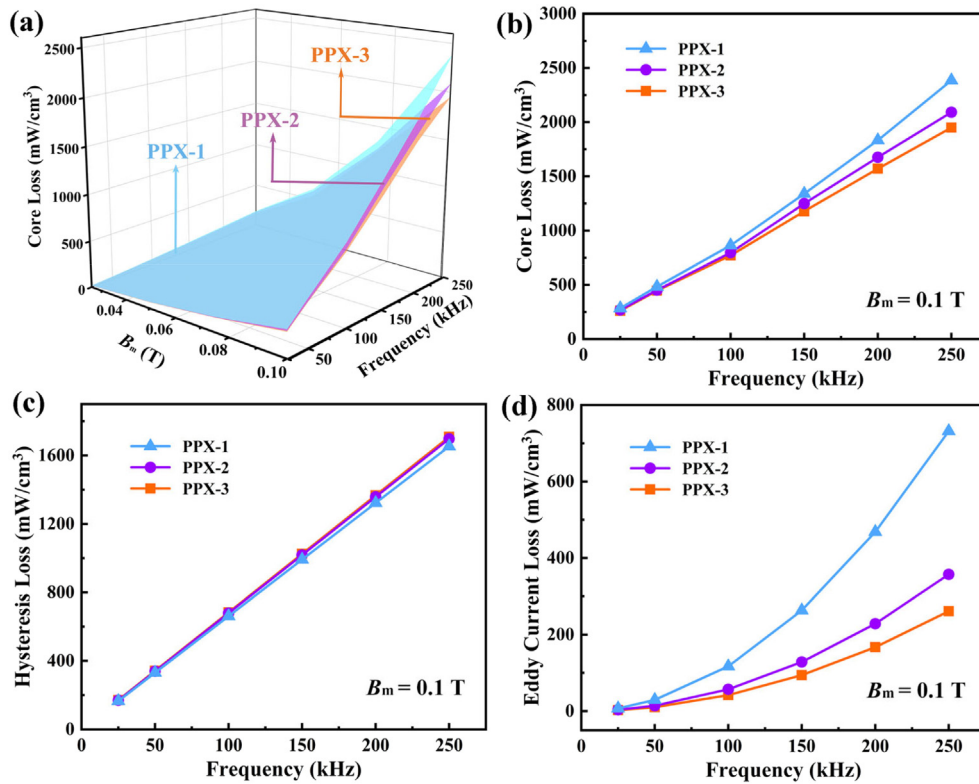 (a)
PPX-3
PPX-2
PPX-1
Core Loss (mW/cm³)
2500
2000
1500
1000
500
0
0.04
0.06
0.08
0.10
Bm (T)
50
100
150
200
250
Frequency (kHz)
(b)
Core Loss (mW/cm³)
3000
2500
2000
1500
1000
500
0
PPX-1
PPX-2
PPX-3
Bm = 0.1 T
0 50 100 150 200 250
Frequency (kHz)
(c)
Hysteresis Loss (mW/cm³)
1600
1200
800
400
0
PPX-1
PPX-2
PPX-3
Bm = 0.1 T
0 50 100 150 200 250
Frequency (kHz)
(d)
Eddy Current Loss (mW/cm³)
800
600
400
200
0
PPX-1
PPX-2
PPX-3
Bm = 0.1 T
0 50 100 150 200 250
Frequency (kHz)